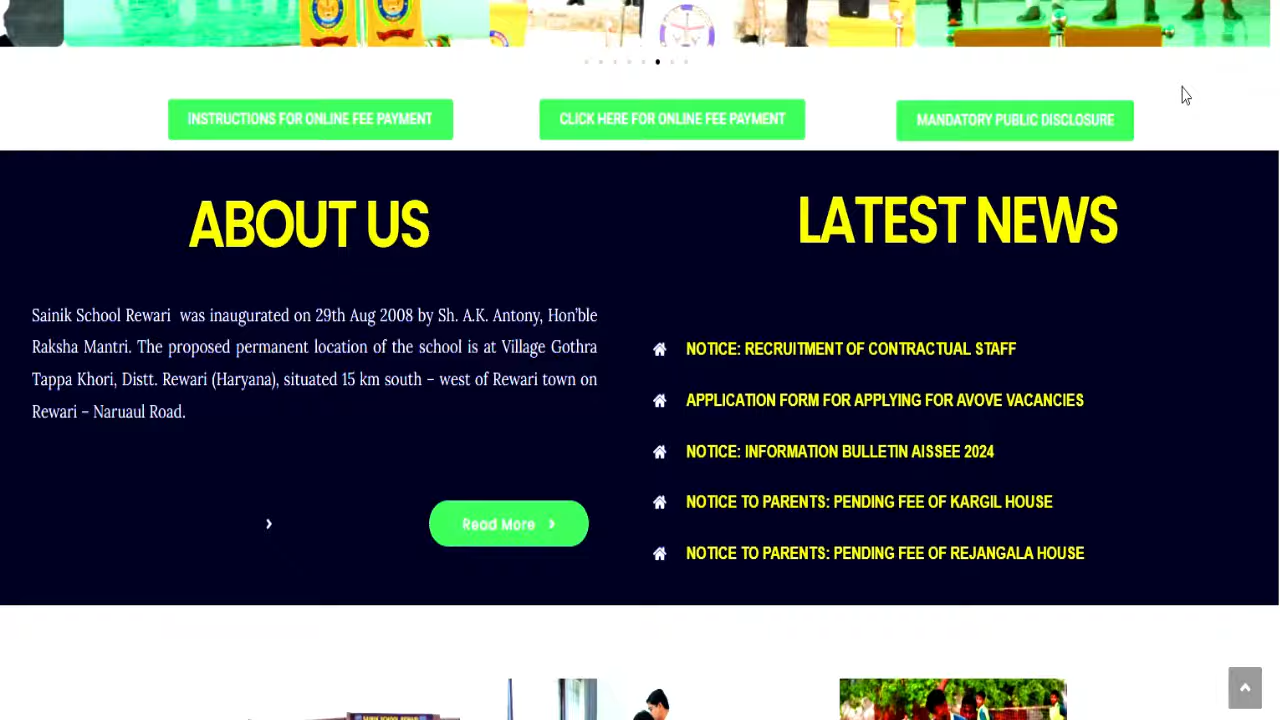 INSTRUCTIONS FOR ONLINE FEE PAYMENT
CLICK HERE FOR ONLINE FEE PAYMENT
MANDATORY PUBLIC DISCLOSURE
ABOUT US
Sainik School Rewari was inaugurated on 29th Aug 2008 by Sh. A.K. Antony, Hon'ble
Raksha Mantri. The proposed permanent location of the school is at Village Gothra
Tappa Khori, Distt. Rewari (Haryana), situated 15 km south – west of Rewari town on
Rewari – Naruaul Road.
Read More
LATEST NEWS
NOTICE: RECRUITMENT OF CONTRACTUAL STAFF
APPLICATION FORM FOR APPLYING FOR AVOVE VACANCIES
NOTICE: INFORMATION BULLETIN AISSEE 2024
NOTICE TO PARENTS: PENDING FEE OF KARGIL HOUSE
NOTICE TO PARENTS: PENDING FEE OF REJANGALA HOUSE
SAINIK SCHOOL REWARI